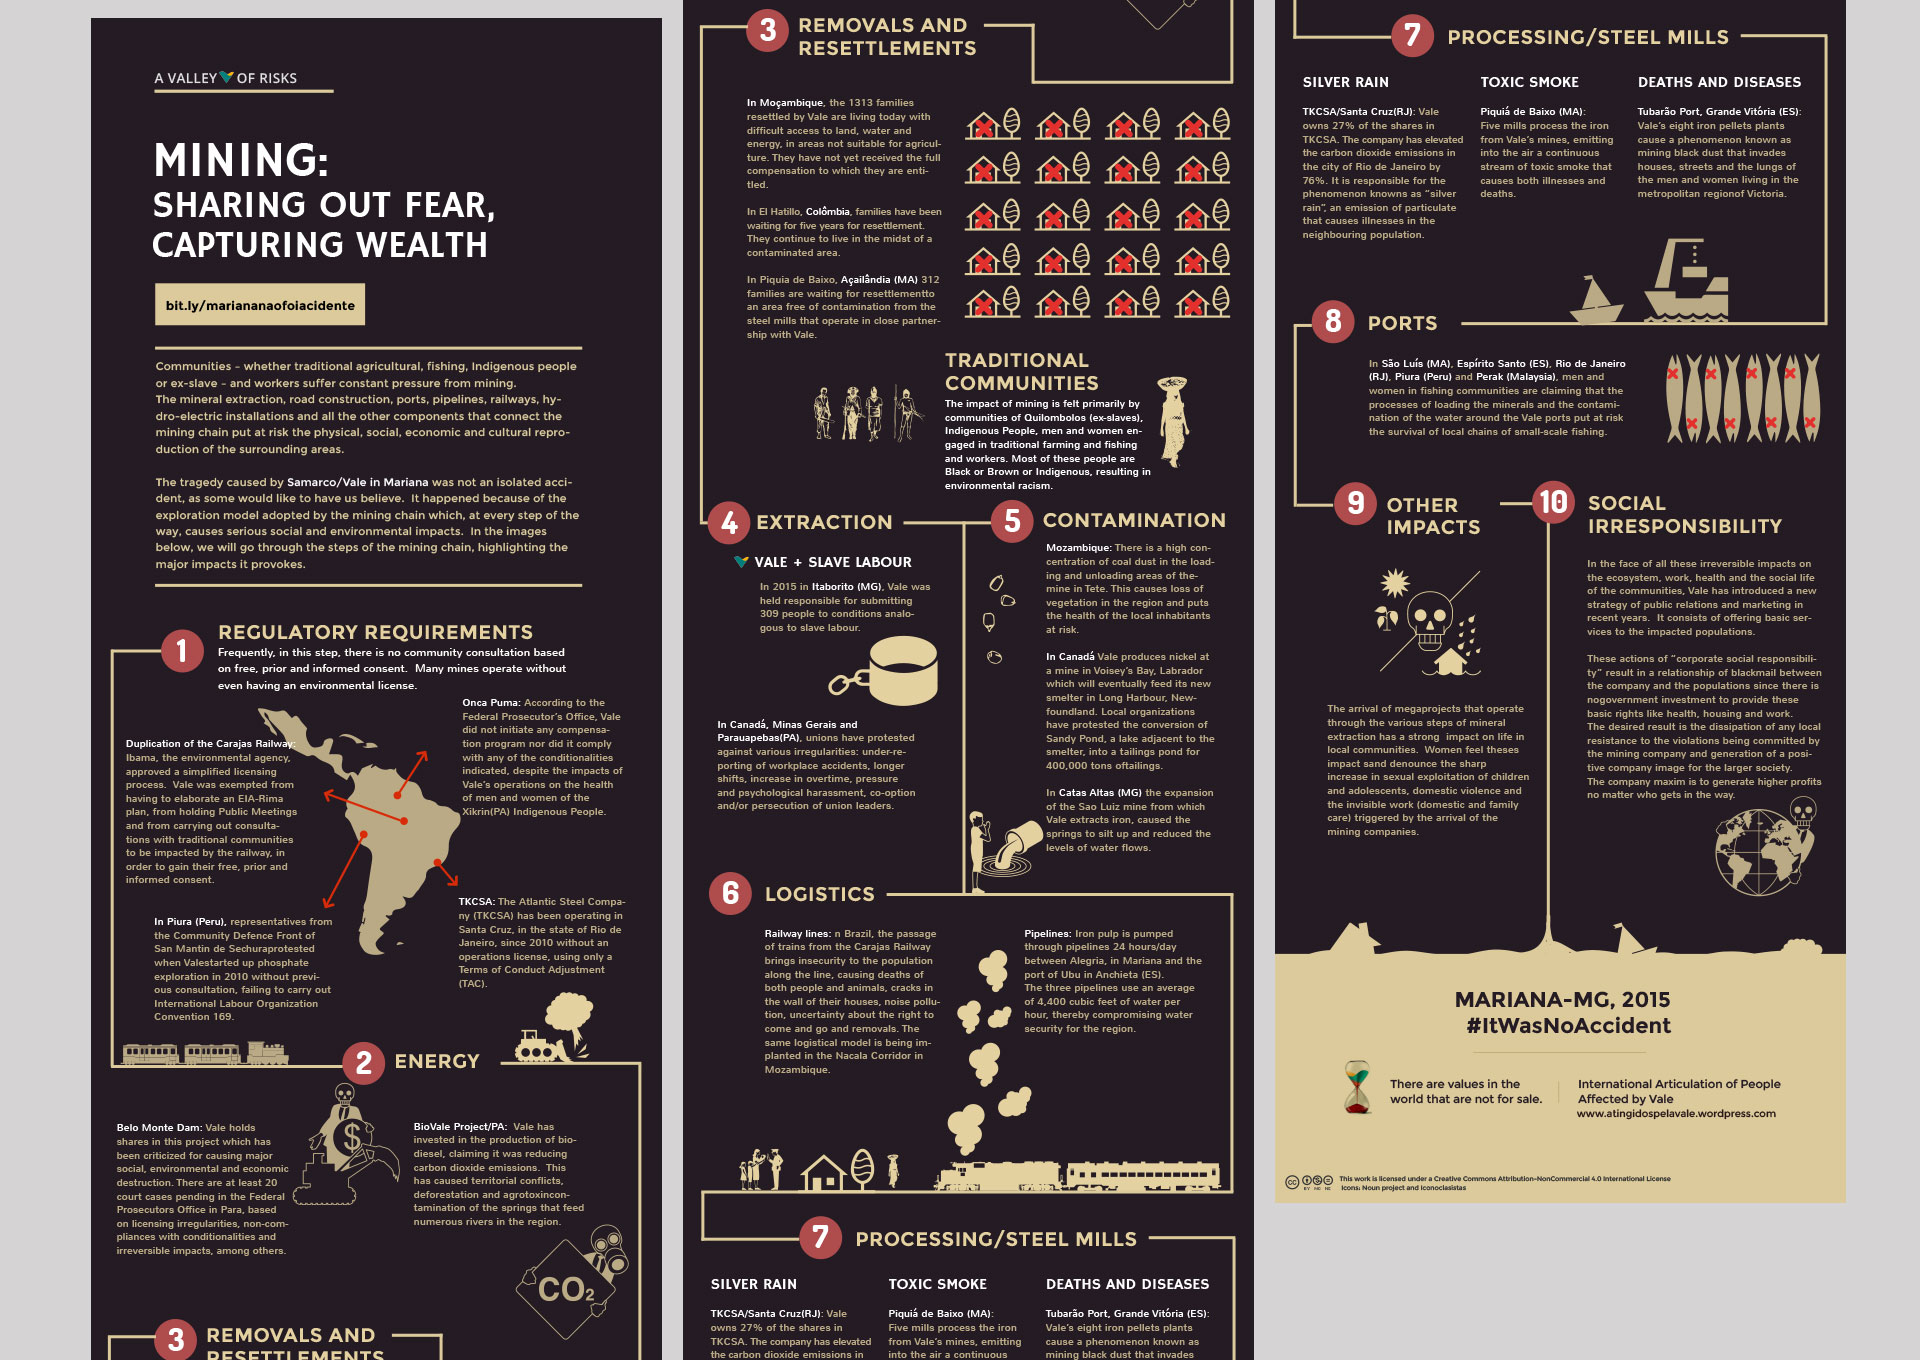 A VALLEY OF RISKS
MINING:
SHARING OUT FEAR,
CAPTURING WEALTH
bit.ly/mariananaofoiacidente
Communities – whether traditional agricultural, fishing, Indigenous people
or ex-slave – and workers suffer constant pressure from mining.
The mineral extraction, road construction, ports, pipelines, railways, hy-
dro-electric installations and all the other components that connect the
mining chain put at risk the physical, social, economic and cultural repro-
duction of the surrounding areas.
The tragedy caused by Samarco/Vale in Mariana was not an isolated acci-
dent, as some would like to have us believe. It happened because of the
exploration model adopted by the mining chain which, at every step of the
way, causes serious social and environmental impacts. In the images
below, we will go through the steps of the mining chain, highlighting the
major impacts it provokes.
1
REGULATORY REQUIREMENTS
Frequently, in this step, there is no community consultation based
on free, prior and informed consent. Many mines operate without
even having an environmental license.
Onca Puma: According to the
Federal Prosecutor's Office, Vale
did not initiate any compensa-
tion program nor did it comply
with any of the conditionalities
indicated, despite the impacts of
Vale's operations on the health
of men and women of the
Xikrin(PA) Indigenous People.
Duplication of the Carajas Railway:
Ibama, the environmental agency,
approved a simplified licensing
process. Vale was exempted from
having to elaborate an EIA-Rima
plan, from holding Public Meetings
and from carrying out consulta-
tions with traditional communities
to be impacted by the railway, in
order to gain their free, prior and
informed consent.
TKCSA: The Atlantic Steel Compa-
ny (TKCSA) has been operating in
Santa Cruz, in the state of Rio de
Janeiro, since 2010 without an
operations license, using only a
Terms of Conduct Adjustment
(TAC).
In Piura (Peru), representatives from
the Community Defence Front of
San Mantin de Sechuraprotested
when Valestarted up phosphate
exploration in 2010 without previ-
ous consultation, failing to carry out
International Labour Organization
Convention 169.
2
ENERGY
Belo Monte Dam: Vale holds
shares in this project which has
been criticized for causing major
social, environmental and economic
destruction. There are at least 20
court cases pending in the Federal
Prosecutors Office in Para, based
on licensing irregularities, non-com-
pliances with conditionalities and
irreversible impacts, among others.
$
BioVale Project/PA: Vale has
invested in the production of bio-
diesel, claiming it was reducing
carbon dioxide emissions. This
has caused territorial conflicts,
deforestation and agrotoxincon-
tamination of the springs that feed
numerous rivers in the region.
CO2
3
REMOVALS AND
RESETTLEMENTS
3
REMOVALS AND
RESETTLEMENTS
In Moçambique, the 1313 families
resettled by Vale are living today with
difficult access to land, water and
energy, in areas not suitable for agricul-
ture. They have not yet received the full
compensation to which they are enti-
tled.
In El Hatillo, Colômbia, families have been
waiting for five years for resettlement.
They continue to live in the midst of a
contaminated area.
In Piquia de Baixo, Açailândia (MA) 312
families are waiting for resettlementto
an area free of contamination from the
steel mills that operate in close partner-
ship with Vale.
TRADITIONAL
COMMUNITIES
The impact of mining is felt primarily by
communities of Quilombolos (ex-slaves),
Indigenous People, men and women en-
gaged in traditional farming and fishing
and workers. Most of these people are
Black or Brown or Indigenous, resulting in
environmental racism.
4
EXTRACTION
VALE + SLAVE LABOUR
In 2015 in Itaborito (MG), Vale was
held responsible for submitting
309 people to conditions analo-
gous to slave labour.
In Canadá, Minas Gerais and
Parauapebas(PA), unions have protested
against various irregularities: under-re-
porting of workplace accidents, longer
shifts, increase in overtime, pressure
and psychological harassment, co-option
and/or persecution of union leaders.
5
CONTAMINATION
Mozambique: There is a high con-
centration of coal dust in the load-
ing and unloading areas of the-
mine in Tete. This causes loss of
vegetation in the region and puts
the health of the local inhabitants
at risk.
In Canadá Vale produces nickel at
a mine in Voisey's Bay, Labrador
which will eventually feed its new
smelter in Long Harbour, New-
foundland. Local organizations
have protested the conversion of
Sandy Pond, a lake adjacent to the
smelter, into a tailings pond for
400,000 tons oftailings.
In Catas Altas (MG) the expansion
of the Sao Luiz mine from which
Vale extracts iron, caused the
springs to silt up and reduced the
levels of water flows.
6
LOGISTICS
Railway lines: n Brazil, the passage
of trains from the Carajas Railway
brings insecurity to the population
along the line, causing deaths of
both people and animals, cracks in
the wall of their houses, noise pollu-
tion, uncertainty about the right to
come and go and removals. The
same logistical model is being im-
planted in the Nacala Corridor in
Mozambique.
Pipelines: Iron pulp is pumped
through pipelines 24 hours/day
between Alegria, in Mariana and the
port of Ubu in Anchieta (ES).
The three pipelines use an average
of 4,400 cubic feet of water per
hour, thereby compromising water
security for the region.
7
PROCESSING/STEEL MILLS
SILVER RAIN
TKCSA/Santa Cruz(RJ): Vale
owns 27% of the shares in
TKCSA. The company has elevated
the carbon dioxide emissions in
TOXIC SMOKE
Piquiá de Baixo (MA):
Five mills process the iron
from Vale's mines, emitting
into the air a continuous
DEATHS AND DISEASES
Tubarão Port, Grande Vitória (ES):
Vale's eight iron pellets plants
cause a phenomenon known as
mining black dust that invades
7
PROCESSING/STEEL MILLS
SILVER RAIN
TKCSA/Santa Cruz(RJ): Vale
owns 27% of the shares in
TKCSA. The company has elevated
the carbon dioxide emissions in
the city of Rio de Janeiro by
76%. It is responsible for the
phenomenon knowns as "silver
rain", an emission of particulate
that causes illnesses in the
neighbouring population.
TOXIC SMOKE
Piquiá de Baixo (MA):
Five mills process the iron
from Vale's mines, emitting
into the air a continuous
stream of toxic smoke that
causes both illnesses and
deaths.
DEATHS AND DISEASES
Tubarão Port, Grande Vitória (ES):
Vale's eight iron pellets plants
cause a phenomenon known as
mining black dust that invades
houses, streets and the lungs of
the men and women living in the
metropolitan regionof Victoria.
8
PORTS
In São Luís (MA), Espírito Santo (ES), Rio de Janeiro
(RJ), Piura (Peru) and Perak (Malaysia), men and
women in fishing communities are claiming that the
processes of loading the minerals and the contami-
nation of the water around the Vale ports put at risk
the survival of local chains of small-scale fishing.
9
OTHER
IMPACTS
The arrival of megaprojects that operate
through the various steps of mineral
extraction has a strong impact on life in
local communities. Women feel theses
impact sand denounce the sharp
increase in sexual exploitation of children
and adolescents, domestic violence and
the invisible work (domestic and family
care) triggered by the arrival of the
mining companies.
10
SOCIAL
IRRESPONSIBILITY
In the face of all these irreversible impacts on
the ecosystem, work, health and the social life
of the communities, Vale has introduced a new
strategy of public relations and marketing in
recent years. It consists of offering basic ser-
vices to the impacted populations.
These actions of "corporate social responsibili-
ty" result in a relationship of blackmail between
the company and the populations since there is
nogovernment investment to provide these
basic rights like health, housing and work.
The desired result is the dissipation of any local
resistance to the violations being committed by
the mining company and generation of a posi-
tive company image for the larger society.
The company maxim is to generate higher profits
no matter who gets in the way.
MARIANA-MG, 2015
#ItWasNoAccident
There are values in the
world that are not for sale.
International Articulation of People
Affected by Vale
www.atingidospelavale.wordpress.com
This work is licensed under a Creative Commons Attribution-NonCommercial 4.0 International License
Icons: Noun project and Iconoclasistas